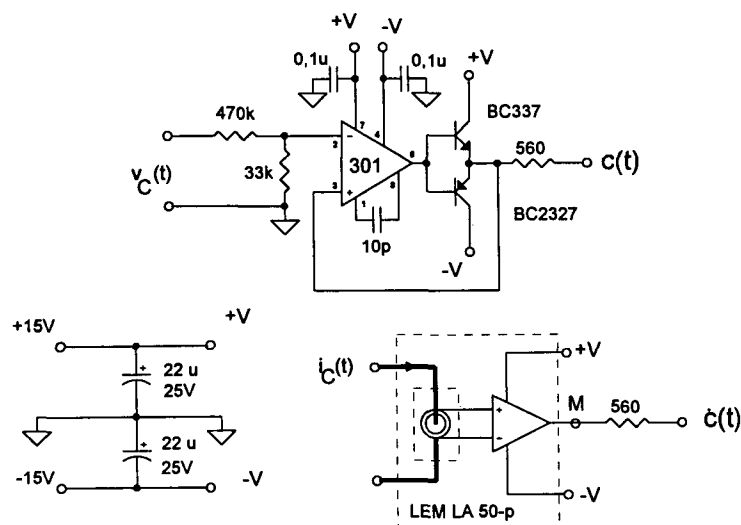 +V -V
0,1u 0,1u
+V
BC337
470k
7 4
2 − 6
301
560
c(t)
v_C(t)
33k
3 + 1 8
BC2327
10p
-V
+15V +V
22 u
25V
22 u
25V
-15V -V
i_C(t)
+V
+
−
M 560
ċ(t)
-V
LEM LA 50-p